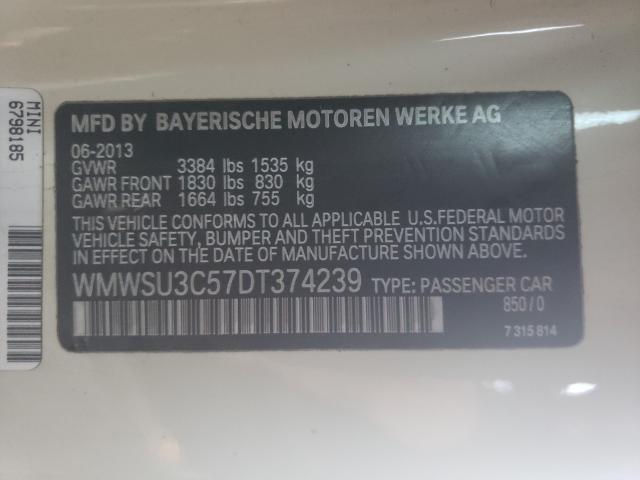 MFD BY BAYERISCHE MOTOREN WERKE AG
06-2013
GVWR 3384 lbs 1535 kg
GAWR FRONT 1830 lbs 830 kg
GAWR REAR 1664 lbs 755 kg
THIS VEHICLE CONFORMS TO ALL APPLICABLE U.S.FEDERAL MOTOR
VEHICLE SAFETY, BUMPER AND THEFT PREVENTION STANDARDS
IN EFFECT ON THE DATE OF MANUFACTURE
WMWSU3C57DT374239 TYPE: PASSENGER CAR
850/0
7 315 814
MINI
6798185